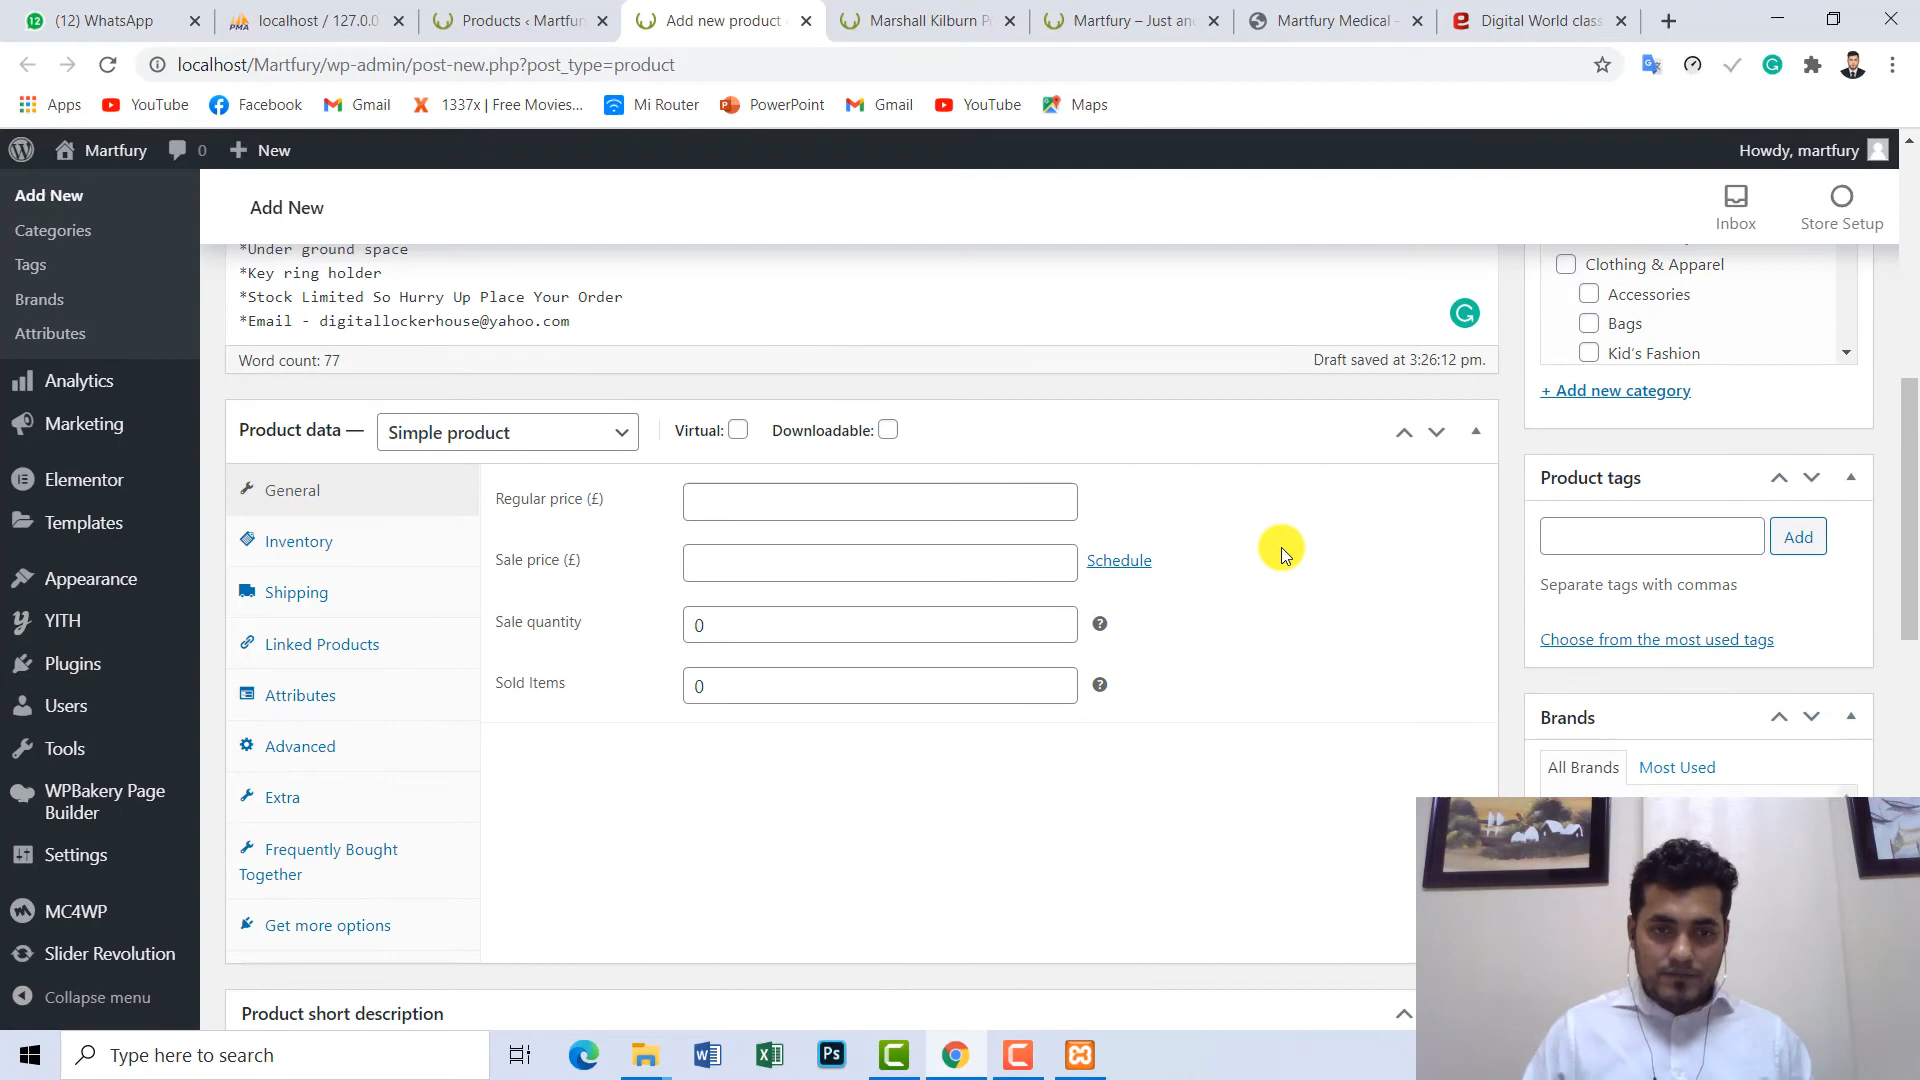 (12) WhatsApp
localhost / 127.0.0
Products ‹ Martfury
Add new product
Marshall Kilburn P
Martfury – Just an
Martfury Medical –
Digital World class
localhost/Martfury/wp-admin/post-new.php?post_type=product
Apps
YouTube
Facebook
Gmail
1337x | Free Movies...
Mi Router
PowerPoint
Gmail
YouTube
Maps
Martfury
0
New
Howdy, martfury
Add New
Categories
Tags
Brands
Attributes
Analytics
Marketing
Elementor
Templates
Appearance
YITH
Plugins
Users
Tools
WPBakery Page
Builder
Settings
MC4WP
Slider Revolution
Collapse menu
Add New
Inbox
Store Setup
*Under ground space
*Key ring holder
*Stock Limited So Hurry Up Place Your Order
*Email - digitallockerhouse@yahoo.com
Word count: 77
Draft saved at 3:26:12 pm.
Product data —
Simple product
Virtual:
Downloadable:
General
Inventory
Shipping
Linked Products
Attributes
Advanced
Extra
Frequently Bought
Together
Get more options
Regular price (£)
Sale price (£)
Schedule
Sale quantity
0
Sold Items
0
Product short description
Clothing & Apparel
Accessories
Bags
Kid's Fashion
+ Add new category
Product tags
Add
Separate tags with commas
Choose from the most used tags
Brands
All Brands
Most Used
Type here to search